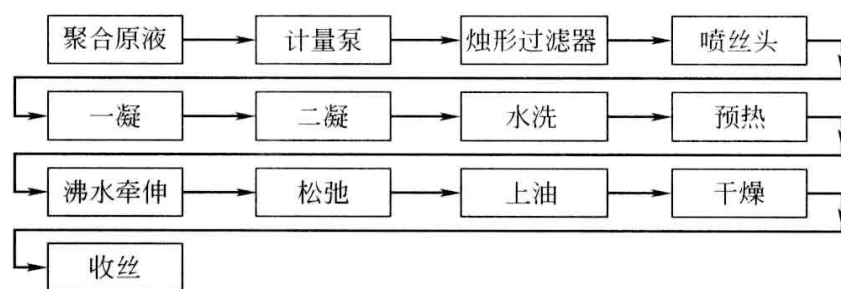 聚合原液 计量泵 烛形过滤器 喷丝头
一凝 二凝 水洗 预热
沸水牵伸 松弛 上油 干燥
收丝